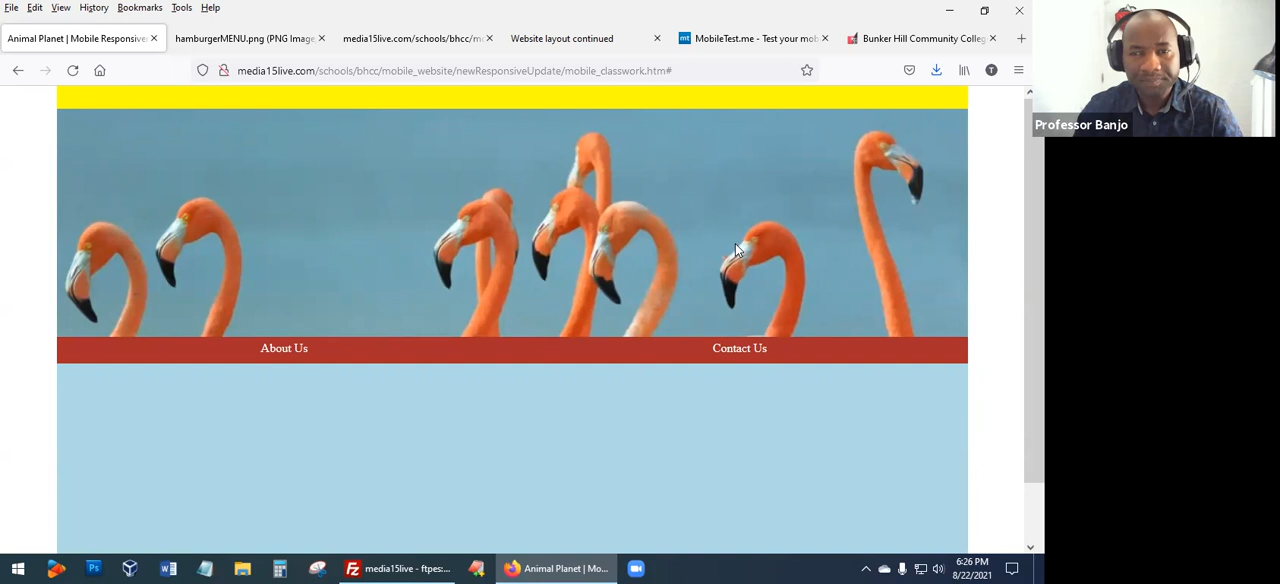 File Edit View History Bookmarks Tools Help
Animal Planet | Mobile Responsive
hamburgerMENU.png (PNG Image,
media15live.com/schools/bhcc/mo
Website layout continued
mt MobileTest.me - Test your mob
Bunker Hill Community Colleg
media15live.com/schools/bhcc/mobile_website/newResponsiveUpdate/mobile_classwork.htm#
T
Professor Banjo
About Us Contact Us
media15live - ftpes:...
Animal Planet | Mo...
6:26 PM
8/22/2021